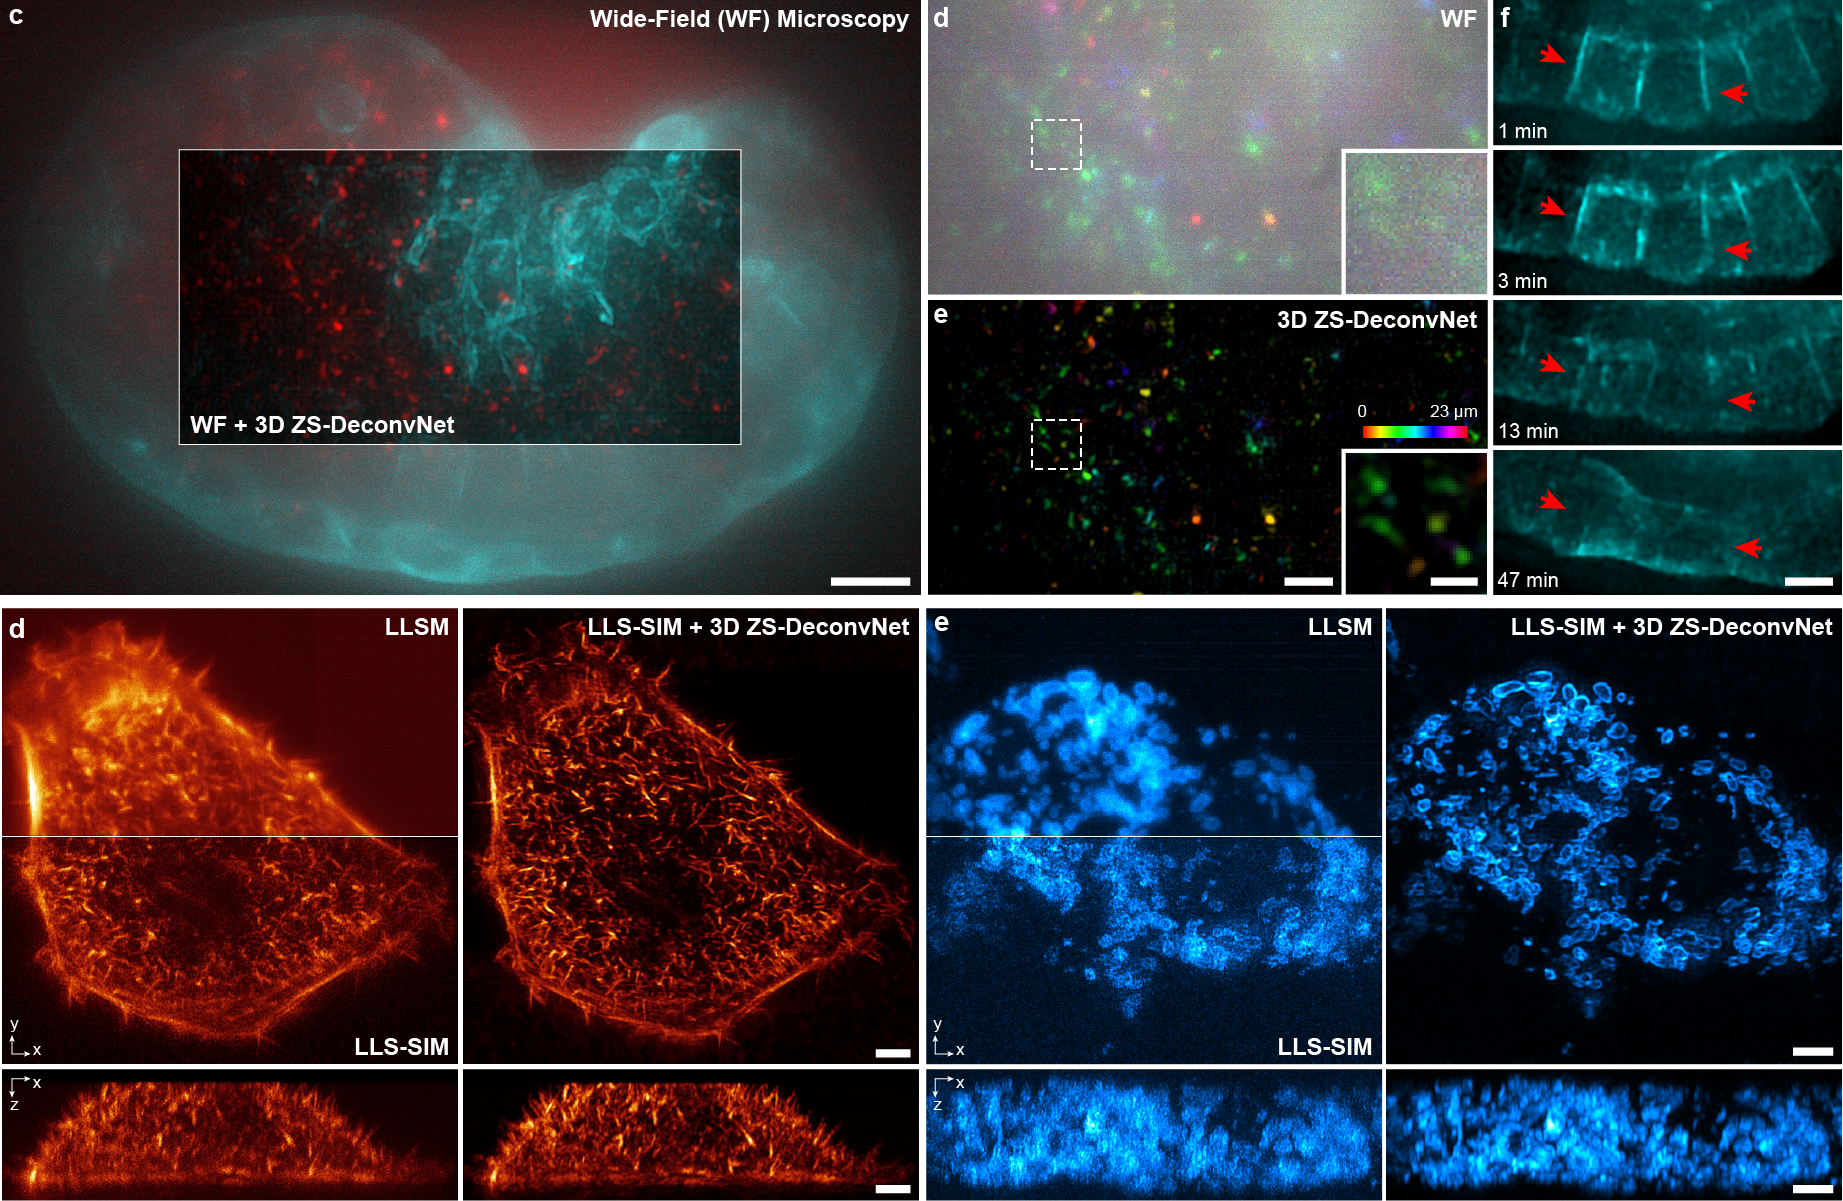 c
Wide-Field (WF) Microscopy
WF + 3D ZS-DeconvNet
d
WF
e
3D ZS-DeconvNet
0
23 µm
f
1 min
3 min
13 min
47 min
d
LLSM
LLS-SIM
y
x
LLS-SIM + 3D ZS-DeconvNet
x
z
e
LLSM
LLS-SIM
y
x
LLS-SIM + 3D ZS-DeconvNet
x
z